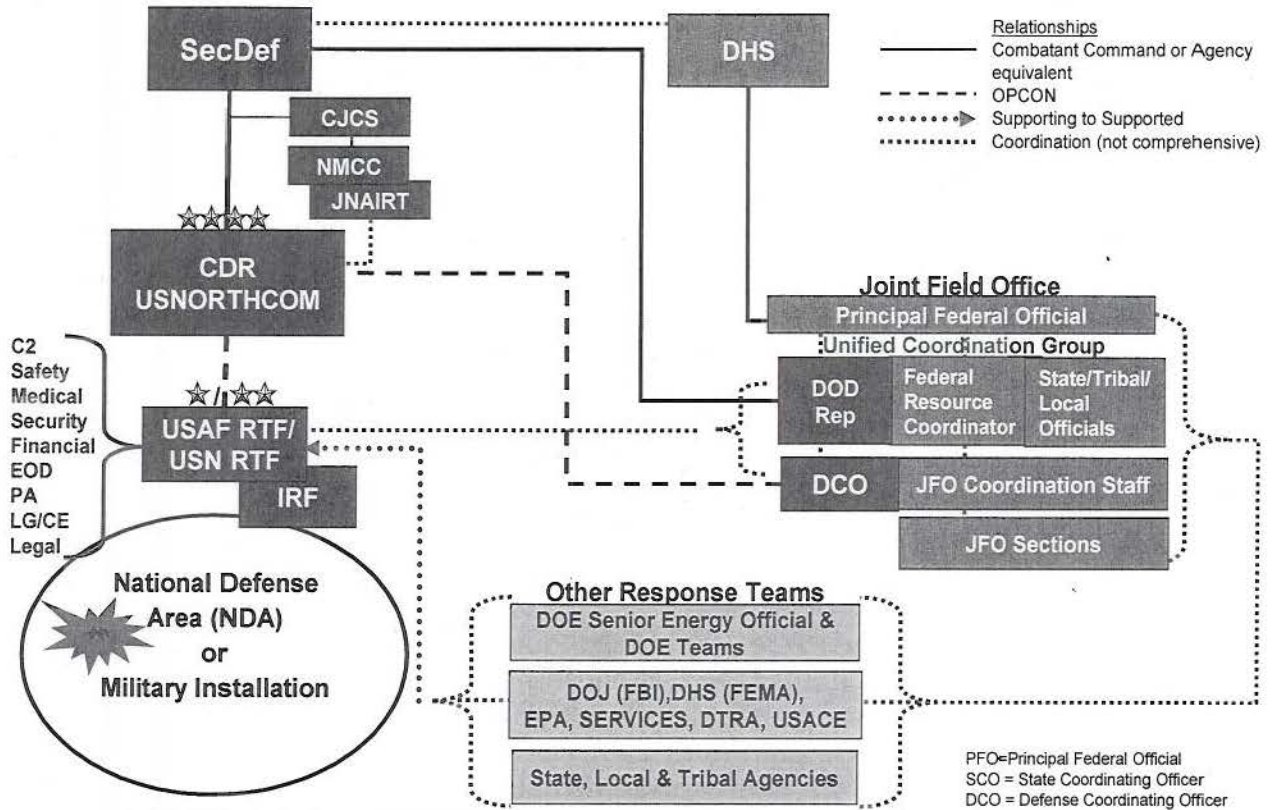 SecDef
DHS
Relationships
Combatant Command or Agency
equivalent
OPCON
Supporting to Supported
Coordination (not comprehensive)
CJCS
NMCC
JNAIRT
CDR
USNORTHCOM
C2
Safety
Medical
Security
Financial
EOD
PA
LG/CE
Legal
/
USAF RTF/
USN RTF
IRF
National Defense
Area (NDA)
or
Military Installation
Joint Field Office
Principal Federal Official
Unified Coordination Group
DOD
Rep
Federal
Resource
Coordinator
State/Tribal/
Local
Officials
DCO
JFO Coordination Staff
JFO Sections
Other Response Teams
DOE Senior Energy Official &
DOE Teams
DOJ (FBI),DHS (FEMA),
EPA, SERVICES, DTRA, USACE
State, Local & Tribal Agencies
PFO=Principal Federal Official
SCO = State Coordinating Officer
DCO = Defense Coordinating Officer